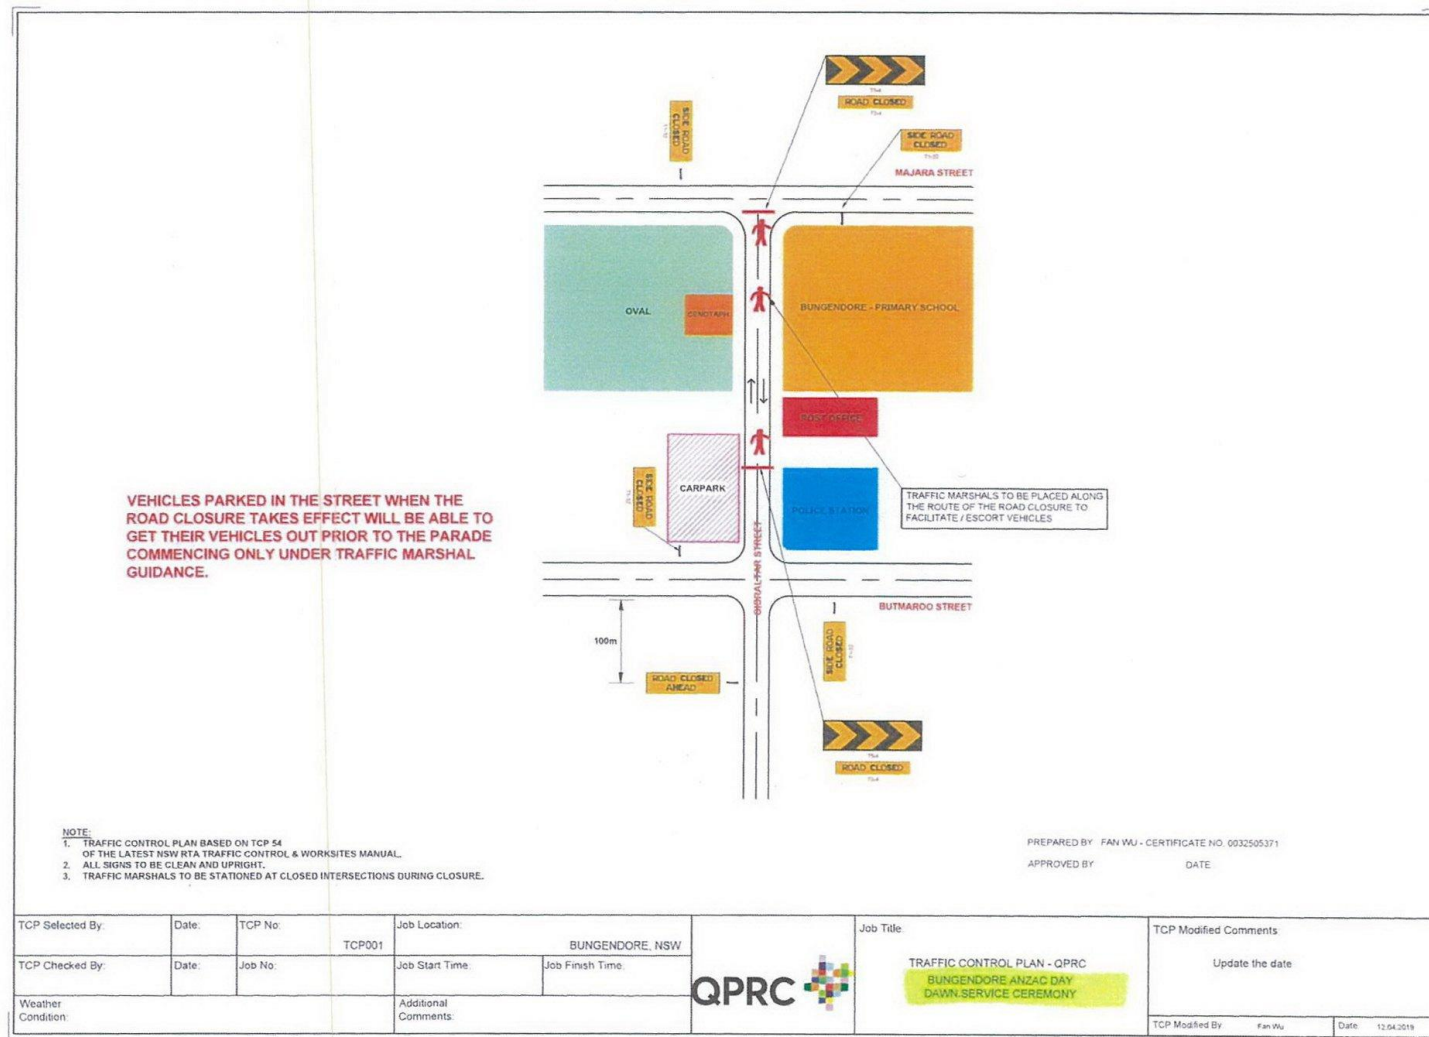 T5-4
ROAD CLOSED
T2-4
SIDE ROAD
CLOSED
SIDE ROAD
CLOSED
MAJARA STREET
OVAL
CENOTAPH
BUNGENDORE - PRIMARY SCHOOL
POST OFFICE
CARPARK
SIDE ROAD
CLOSED
POLICE STATION
TRAFFIC MARSHALS TO BE PLACED ALONG
THE ROUTE OF THE ROAD CLOSURE TO
FACILITATE / ESCORT VEHICLES
VEHICLES PARKED IN THE STREET WHEN THE
ROAD CLOSURE TAKES EFFECT WILL BE ABLE TO
GET THEIR VEHICLES OUT PRIOR TO THE PARADE
COMMENCING ONLY UNDER TRAFFIC MARSHAL
GUIDANCE.
GIBRALTAR STREET
BUTMAROO STREET
100m
SIDE ROAD
CLOSED
ROAD CLOSED
AHEAD
T5-4
ROAD CLOSED
T2-4
NOTE:
1. TRAFFIC CONTROL PLAN BASED ON TCP 54
OF THE LATEST NSW RTA TRAFFIC CONTROL & WORKSITES MANUAL.
2. ALL SIGNS TO BE CLEAN AND UPRIGHT.
3. TRAFFIC MARSHALS TO BE STATIONED AT CLOSED INTERSECTIONS DURING CLOSURE.
PREPARED BY FAN WU - CERTIFICATE NO. 0032505371
APPROVED BY DATE
TCP Selected By:
Date:
TCP No:
TCP001
Job Location:
BUNGENDORE, NSW
TCP Checked By:
Date:
Job No:
Job Start Time:
Job Finish Time:
Weather
Condition:
Additional
Comments:
QPRC
Job Title:
TRAFFIC CONTROL PLAN - QPRC
BUNGENDORE ANZAC DAY
DAWN SERVICE CEREMONY
TCP Modified Comments
Update the date
TCP Modified By Fan Wu
Date 12.04.2019